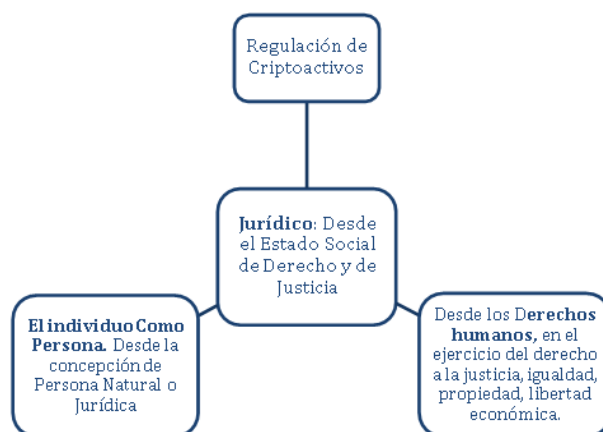 Regulación de
Criptoactivos
Jurídico: Desde
el Estado Social
de Derecho y de
Justicia
El individuo Como
Persona. Desde la
concepción de
Persona Natural o
Jurídica
Desde los Derechos
humanos, en el
ejercicio del derecho
a la justicia, igualdad,
propiedad, libertad
económica.